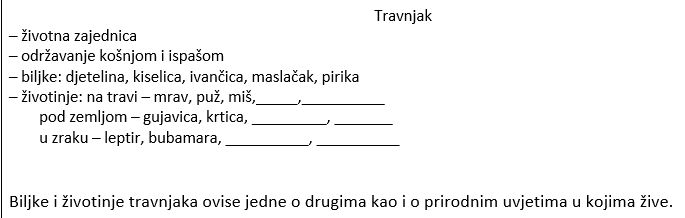 Travnjak
– životna zajednica
– održavanje košnjom i ispašom
– biljke: djetelina, kiselica, ivančica, maslačak, pirika
– životinje: na travi – mrav, puž, miš,_____,__________
pod zemljom – gujavica, krtica, _________, _______
u zraku – leptir, bubamara, __________, __________
Biljke i životinje travnjaka ovise jedne o drugima kao i o prirodnim uvjetima u kojima žive.